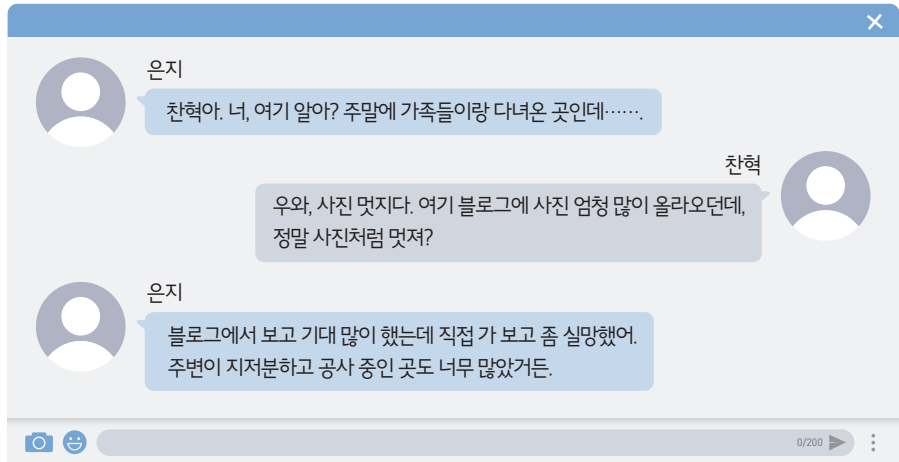 은지
찬혁아. 너, 여기 알아? 주말에 가족들이랑 다녀온 곳인데…….
찬혁
우와, 사진 멋지다. 여기 블로그에 사진 엄청 많이 올라오던데,
정말 사진처럼 멋져?
은지
블로그에서 보고 기대 많이 했는데 직접 가 보고 좀 실망했어.
주변이 지저분하고 공사 중인 곳도 너무 많았거든.
0/200